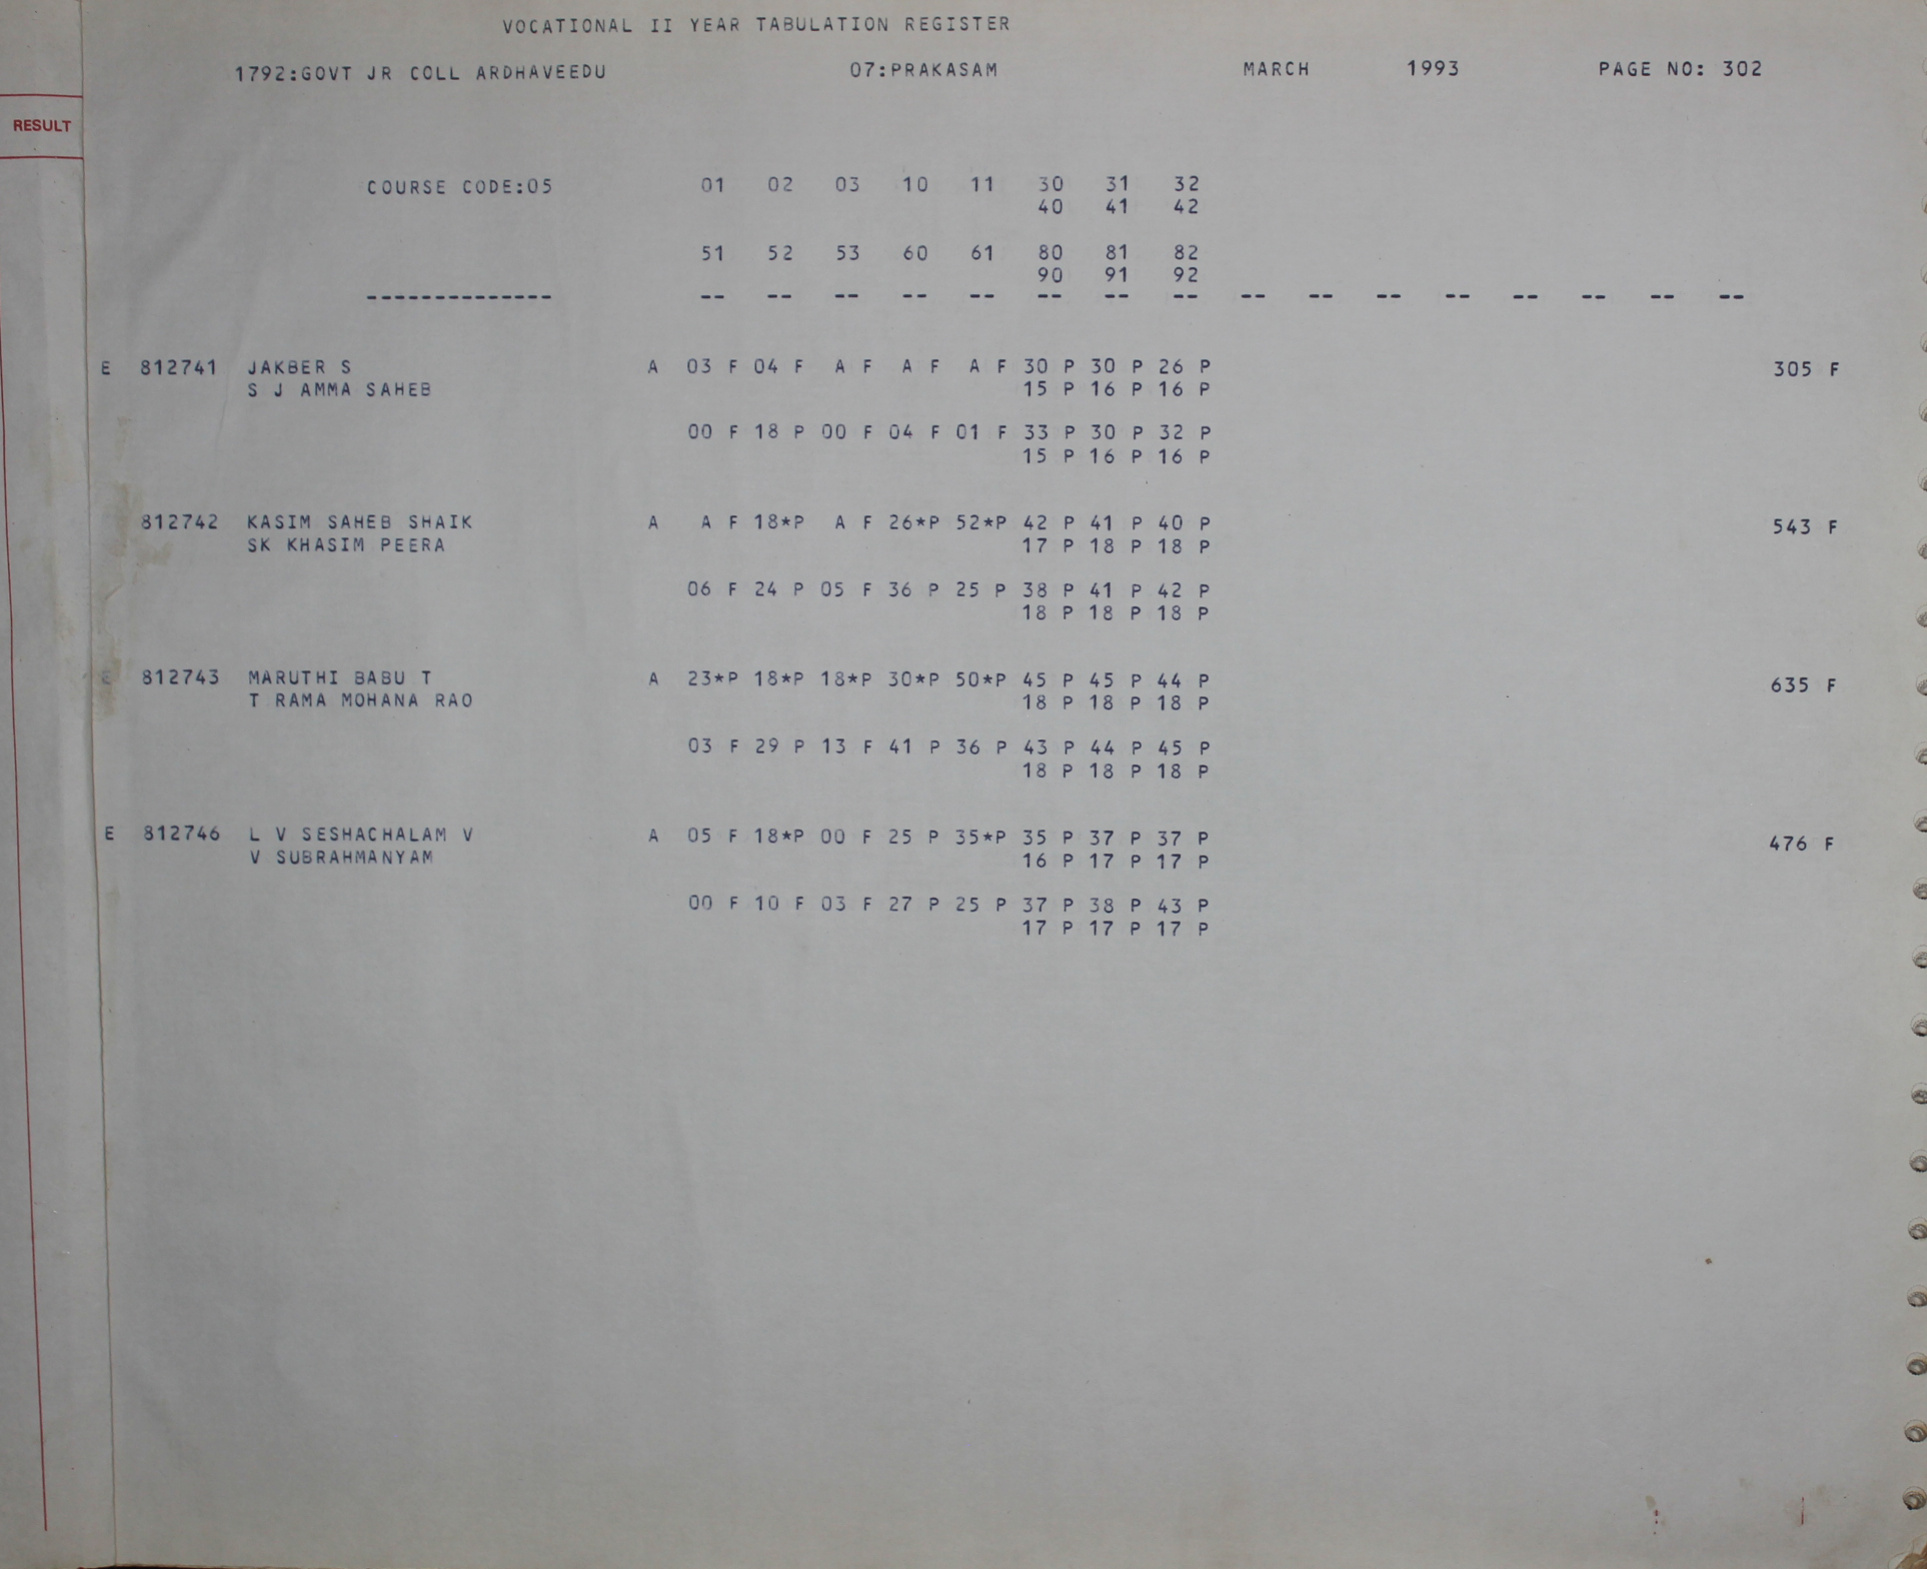 VOCATIONAL II YEAR TABULATION REGISTER
1792:GOVT JR COLL ARDHAVEEDU 07:PRAKASAM MARCH 1993 PAGE NO: 302
RESULT
COURSE CODE:05 01 02 03 10 11 30 31 32
40 41 42
51 52 53 60 61 80 81 82
90 91 92
-------------- -- -- -- -- -- -- -- -- -- -- -- -- -- -- -- --
E 812741 JAKBER S A 03 F 04 F A F A F A F 30 P 30 P 26 P 305 F
S J AMMA SAHEB 15 P 16 P 16 P
00 F 18 P 00 F 04 F 01 F 33 P 30 P 32 P
15 P 16 P 16 P
812742 KASIM SAHEB SHAIK A A F 18*P A F 26*P 52*P 42 P 41 P 40 P 543 F
SK KHASIM PEERA 17 P 18 P 18 P
06 F 24 P 05 F 36 P 25 P 38 P 41 P 42 P
18 P 18 P 18 P
E 812743 MARUTHI BABU T A 23*P 18*P 18*P 30*P 50*P 45 P 45 P 44 P 635 F
T RAMA MOHANA RAO 18 P 18 P 18 P
03 F 29 P 13 F 41 P 36 P 43 P 44 P 45 P
18 P 18 P 18 P
E 812746 L V SESHACHALAM V A 05 F 18*P 00 F 25 P 35*P 35 P 37 P 37 P 476 F
V SUBRAHMANYAM 16 P 17 P 17 P
00 F 10 F 03 F 27 P 25 P 37 P 38 P 43 P
17 P 17 P 17 P